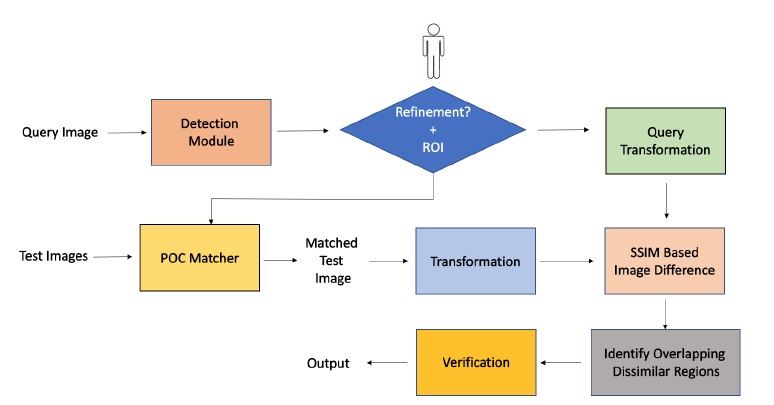 Query Image
Detection
Module
Refinement?
+
ROI
Query
Transformation
Test Images
POC Matcher
Matched
Test
Image
Transformation
SSIM Based
Image Difference
Output
Verification
Identify Overlapping
Dissimilar Regions